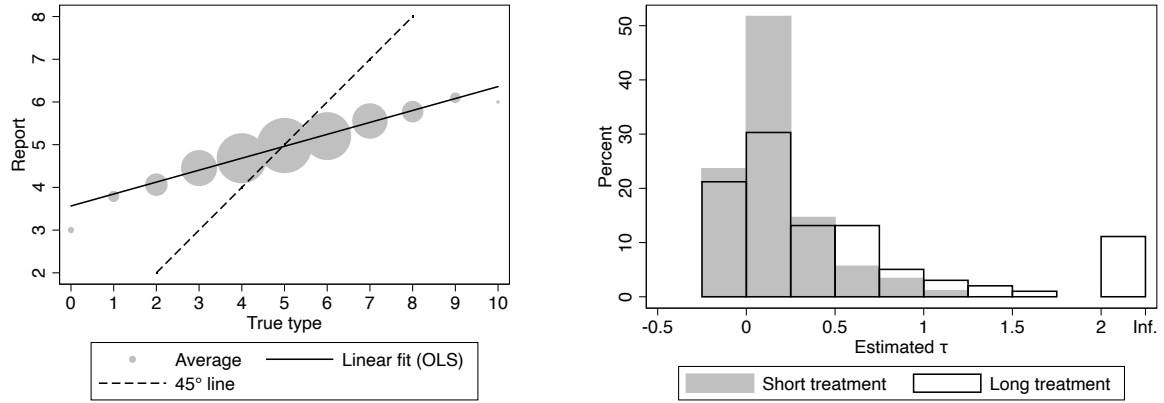 8
7
6
5
4
3
2
Report
0 1 2 3 4 5 6 7 8 9 10
True type
Average
Linear fit (OLS)
45° line
50
40
30
20
10
0
Percent
-0.5 0 0.5 1 1.5 2 Inf.
Estimated τ
Short treatment
Long treatment